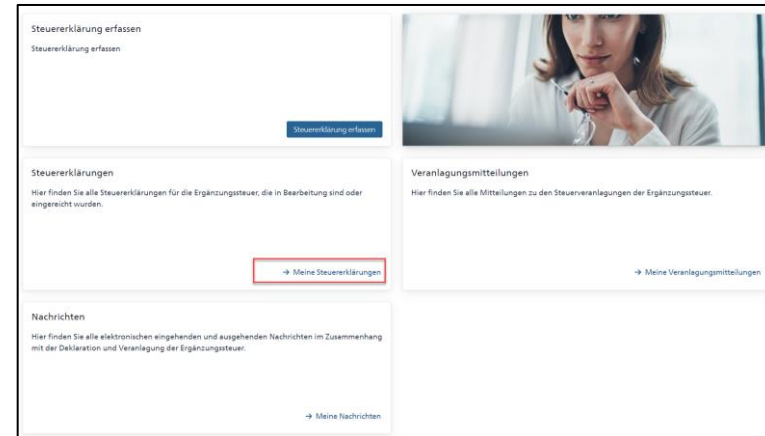 Steuererklärung erfassen
Steuererklärung erfassen
Steuererklärung erfassen
Steuererklärungen
Hier finden Sie alle Steuererklärungen für die Ergänzungssteuer, die in Bearbeitung sind oder
eingereicht wurden.
→ Meine Steuererklärungen
Veranlagungsmitteilungen
Hier finden Sie alle Mitteilungen zu den Steuerveranlagungen der Ergänzungssteuer.
→ Meine Veranlagungsmitteilungen
Nachrichten
Hier finden Sie alle elektronischen eingehenden und ausgehenden Nachrichten im Zusammenhang
mit der Deklaration und Veranlagung der Ergänzungssteuer.
→ Meine Nachrichten